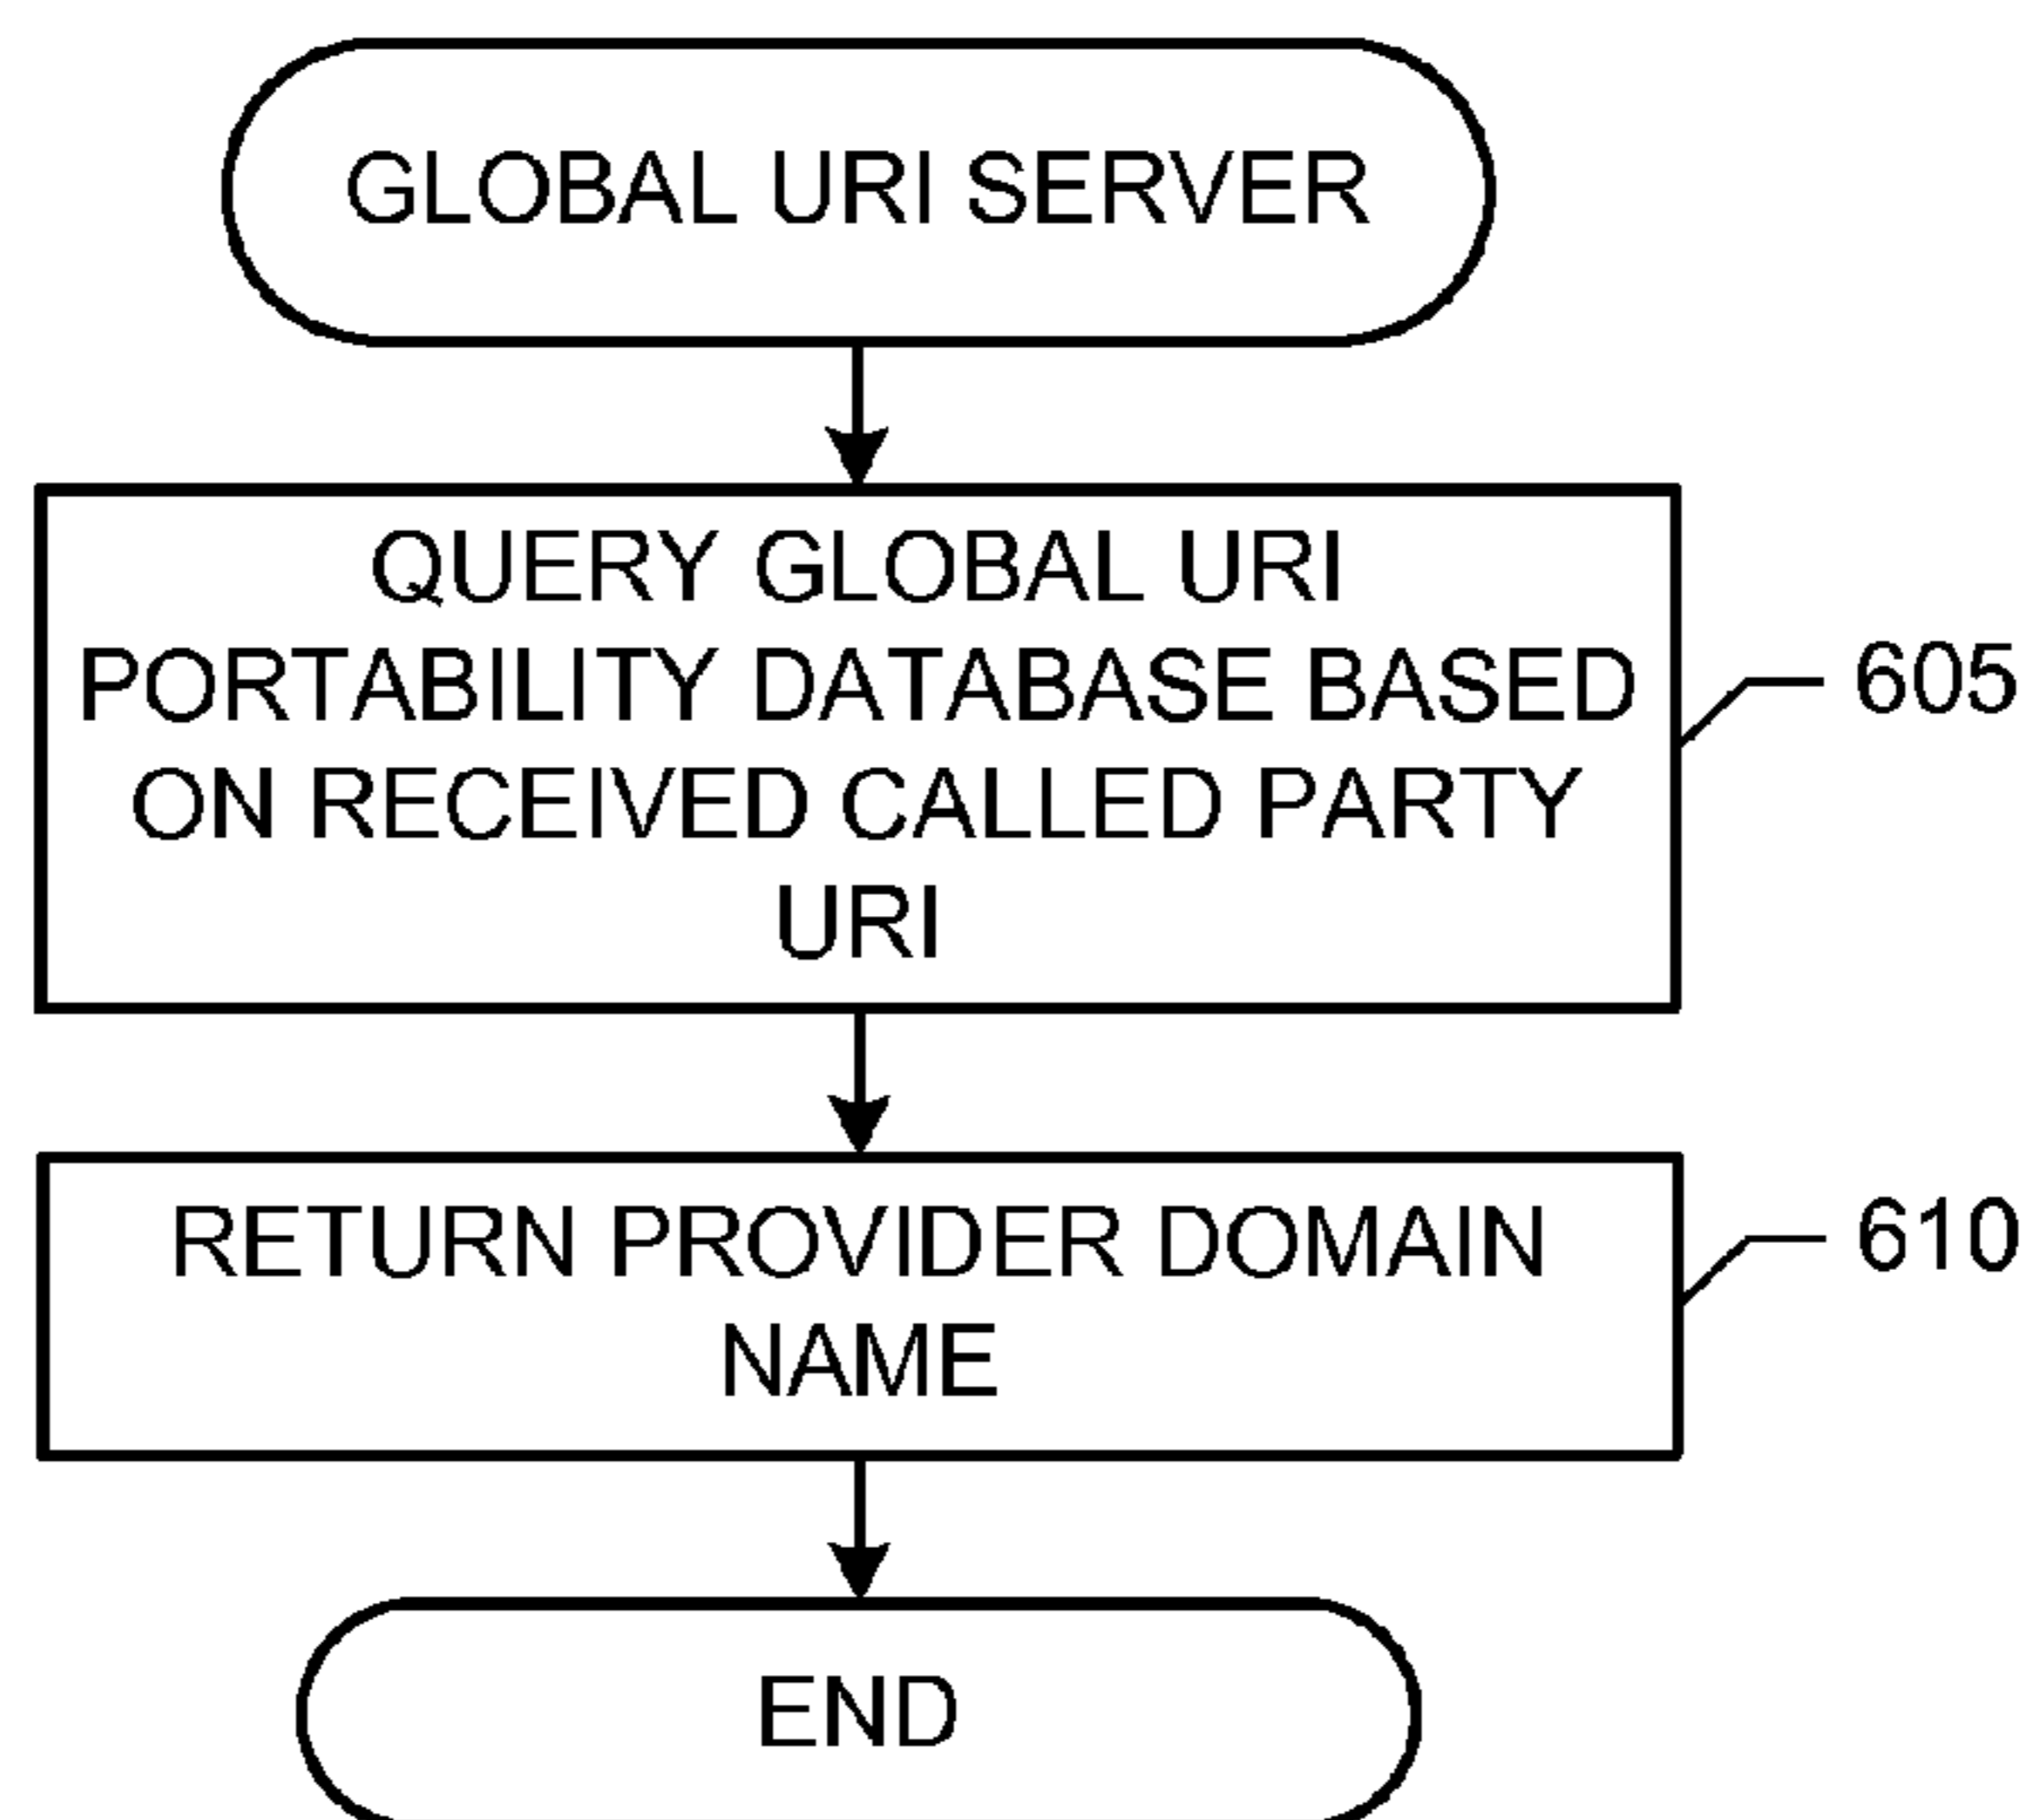 GLOBAL URI SERVER
QUERY GLOBAL URI
PORTABILITY DATABASE BASED
ON RECEIVED CALLED PARTY
URI
605
RETURN PROVIDER DOMAIN
NAME
610
END